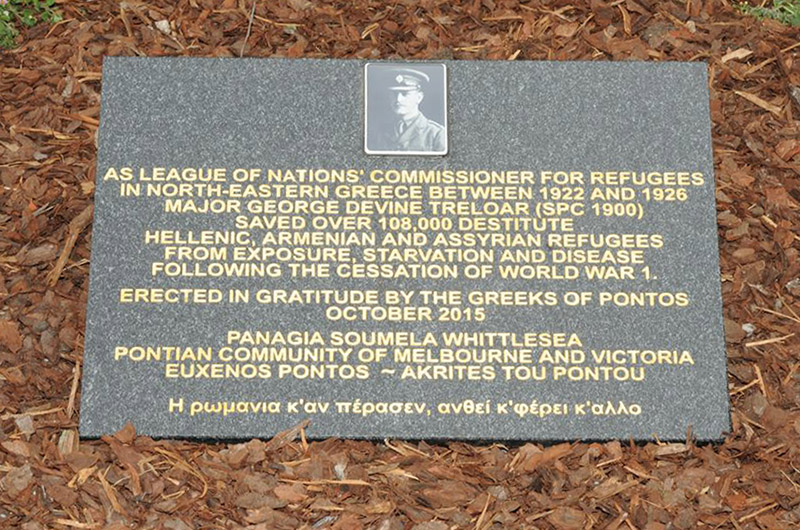 AS LEAGUE OF NATIONS' COMMISSIONER FOR REFUGEES
IN NORTH-EASTERN GREECE BETWEEN 1922 AND 1926
MAJOR GEORGE DEVINE TRELOAR (SPC 1900)
SAVED OVER 108,000 DESTITUTE
HELLENIC, ARMENIAN AND ASSYRIAN REFUGEES
FROM EXPOSURE, STARVATION AND DISEASE
FOLLOWING THE CESSATION OF WORLD WAR 1.
ERECTED IN GRATITUDE BY THE GREEKS OF PONTOS
OCTOBER 2015
PANAGIA SOUMELA WHITTLESEA
PONTIAN COMMUNITY OF MELBOURNE AND VICTORIA
EUXENOS PONTOS ~ AKRITES TOU PONTOU
Η ρωμανια κ'αν πέρασεν, ανθεί κ'φέρει κ'αλλο